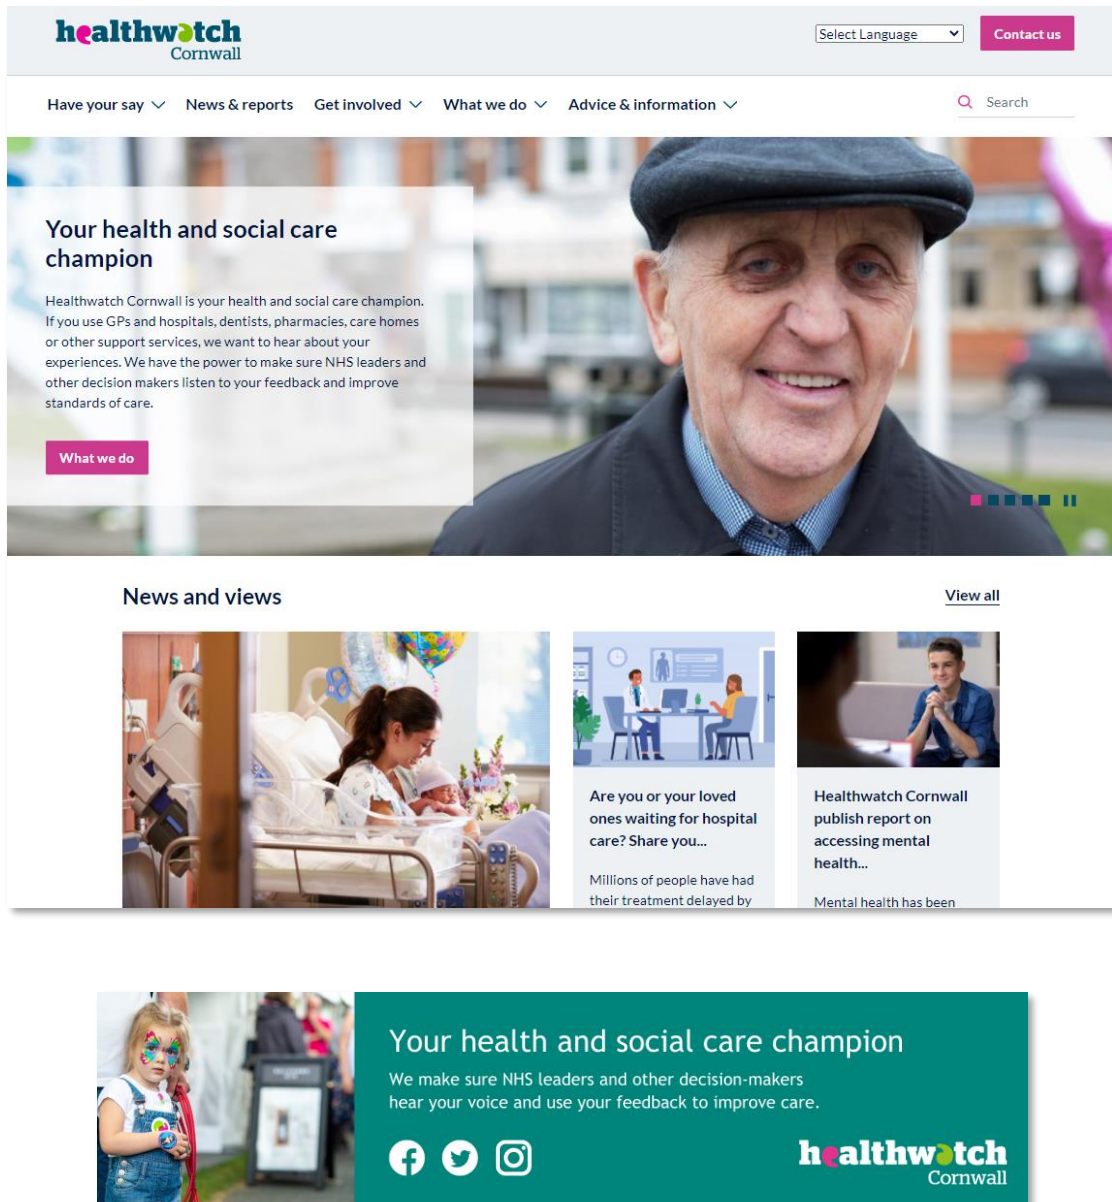 healthwatch
Cornwall
Select Language
Contact us
Have your say
News & reports
Get involved
What we do
Advice & information
Search
Your health and social care
champion
Healthwatch Cornwall is your health and social care champion.
If you use GPs and hospitals, dentists, pharmacies, care homes
or other support services, we want to hear about your
experiences. We have the power to make sure NHS leaders and
other decision makers listen to your feedback and improve
standards of care.
What we do
News and views
View all
Are you or your loved
ones waiting for hospital
care? Share you...
Millions of people have had
their treatment delayed by
Healthwatch Cornwall
publish report on
accessing mental
health...
Mental health has been
Your health and social care champion
We make sure NHS leaders and other decision-makers
hear your voice and use your feedback to improve care.
healthwatch
Cornwall